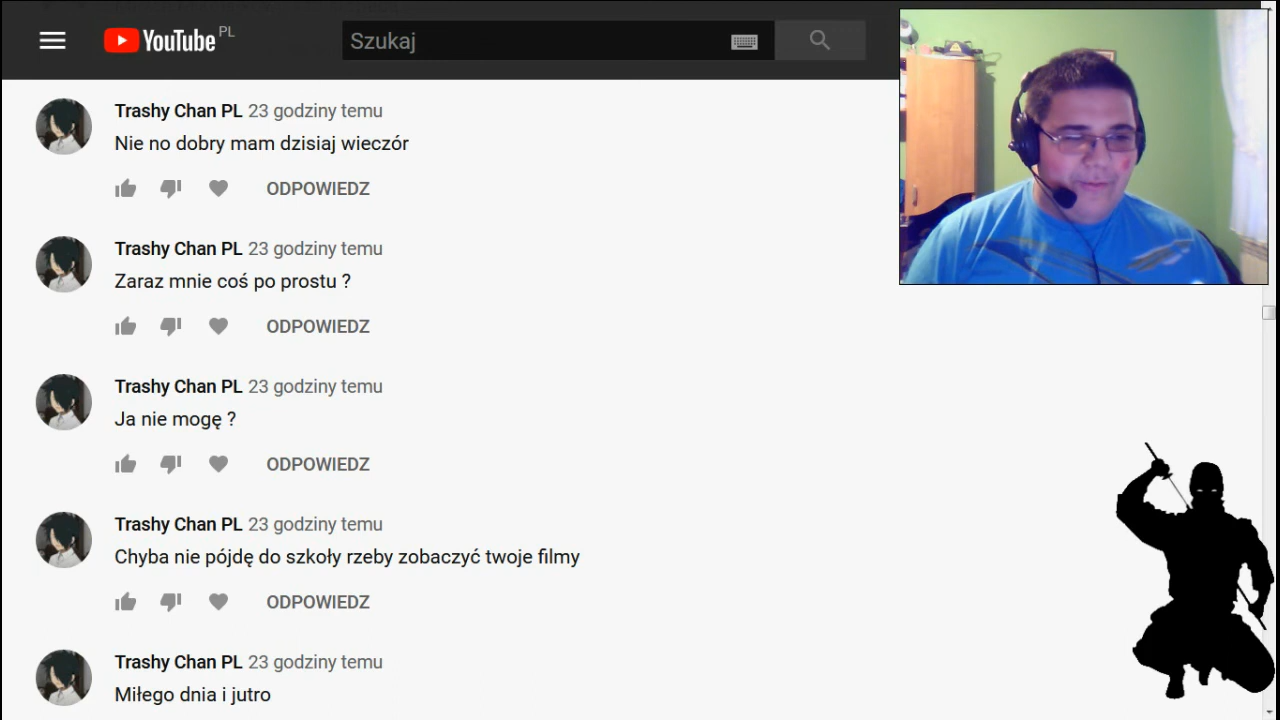 YouTube PL
Szukaj
Trashy Chan PL 23 godziny temu
Nie no dobry mam dzisiaj wieczór
ODPOWIEDZ
Trashy Chan PL 23 godziny temu
Zaraz mnie coś po prostu ?
ODPOWIEDZ
Trashy Chan PL 23 godziny temu
Ja nie mogę ?
ODPOWIEDZ
Trashy Chan PL 23 godziny temu
Chyba nie pójdę do szkoły rzeby zobaczyć twoje filmy
ODPOWIEDZ
Trashy Chan PL 23 godziny temu
Miłego dnia i jutro